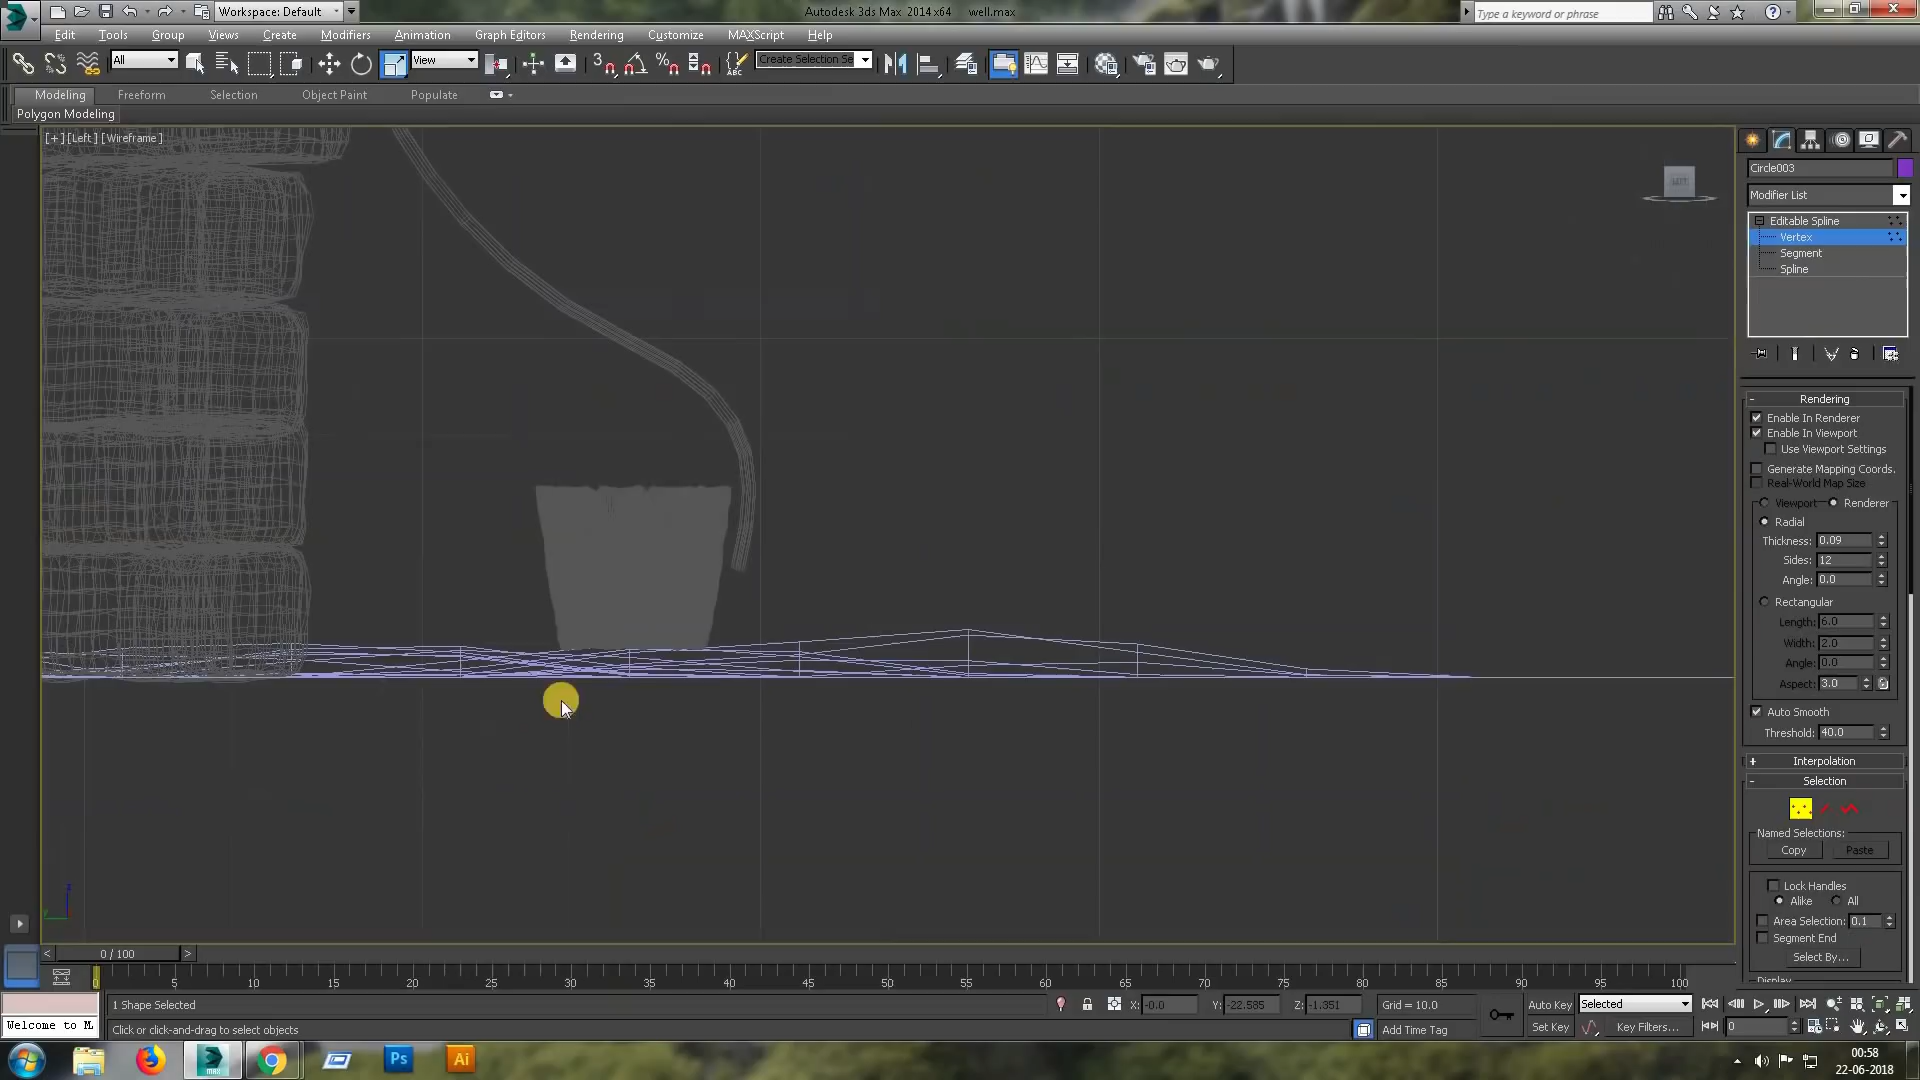 Workspace: Default
Autodesk 3ds Max 2014 x64
well.max
Type a keyword or phrase
Edit
Tools
Group
Views
Create
Modifiers
Animation
Graph Editors
Rendering
Customize
MAXScript
Help
All
View
Create Selection Se
Modeling
Freeform
Selection
Object Paint
Populate
Polygon Modeling
[+] [Left] [Wireframe]
Circle003
Modifier List
Editable Spline
Vertex
Segment
Spline
Rendering
Enable In Renderer
Enable In Viewport
Use Viewport Settings
Generate Mapping Coords.
Real-World Map Size
Viewport Renderer
Radial
Thickness: 0.09
Sides: 12
Angle: 0.0
Rectangular
Length: 6.0
Width: 2.0
Angle: 0.0
Aspect: 3.0
Auto Smooth
Threshold: 40.0
Interpolation
Selection
Named Selections:
Copy Paste
Lock Handles
Alike All
Area Selection: 0.1
Segment End
Select By...
Display
0 / 100
5 10 15 20 25 30 35 40 45 50 55 60 65 70 75 80 85 90 95 100
1 Shape Selected
X: -0.0 Y: -22.585 Z: -1.351 Grid = 10.0
Auto Key Selected
Welcome to M
Click or click-and-drag to select objects
Add Time Tag
Set Key Key Filters... 0
Ps
Ai
00:58
22-06-2018